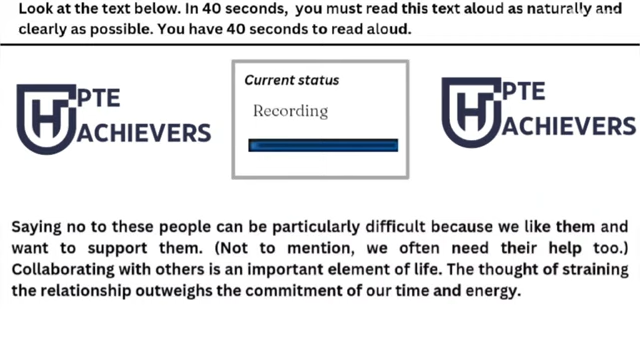 Look at the text below. In 40 seconds, you must read this text aloud as naturally and
clearly as possible. You have 40 seconds to read aloud.
PTE
ACHIEVERS
Current status
Recording
PTE
ACHIEVERS
Saying no to these people can be particularly difficult because we like them and
want to support them. (Not to mention, we often need their help too.)
Collaborating with others is an important element of life. The thought of straining
the relationship outweighs the commitment of our time and energy.